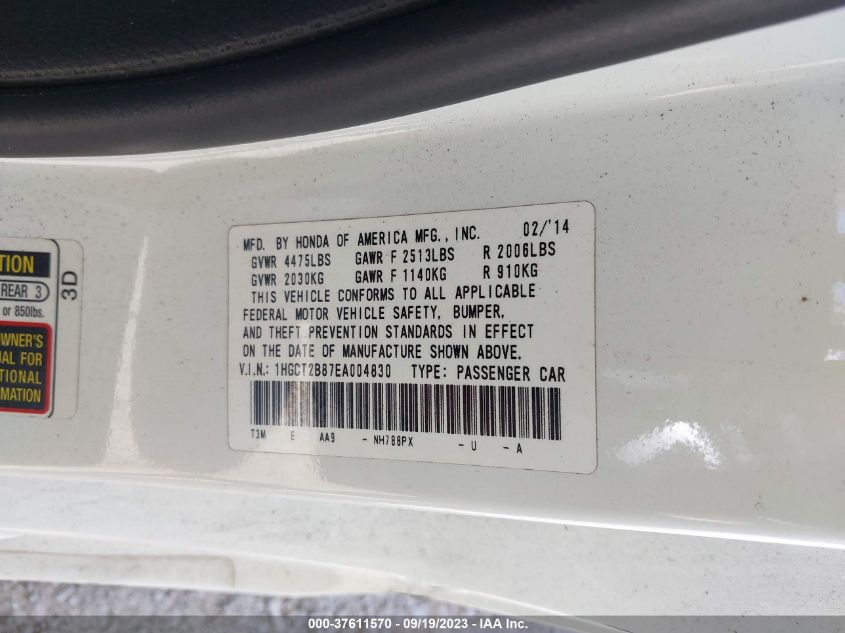 MFD. BY HONDA OF AMERICA MFG., INC. 02/'14
GVWR 4475LBS GAWR F 2513LBS R 2006LBS
GVWR 2030KG GAWR F 1140KG R 910KG
THIS VEHICLE CONFORMS TO ALL APPLICABLE
FEDERAL MOTOR VEHICLE SAFETY, BUMPER,
AND THEFT PREVENTION STANDARDS IN EFFECT
ON THE DATE OF MANUFACTURE SHOWN ABOVE.
V.I.N.: 1HGCT2B87EA004830 TYPE: PASSENGER CAR
T3M E AA9 - NH788PX - U - A
TION
REAR 3
or 850lbs.
OWNER'S
UAL FOR
TIONAL
MATION
3D
000-37611570 - 09/19/2023 - IAA Inc.